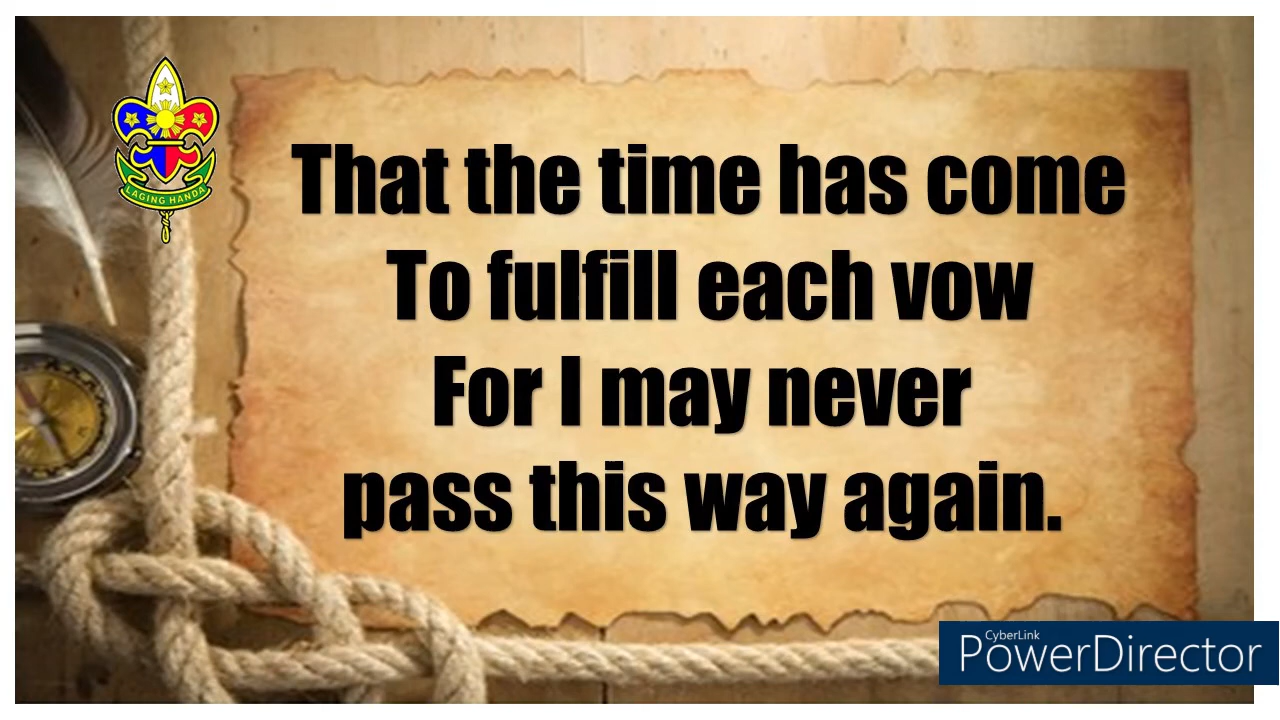 LAGING HANDA
That the time has come
To fulfill each vow
For I may never
pass this way again.
CyberLink
PowerDirector